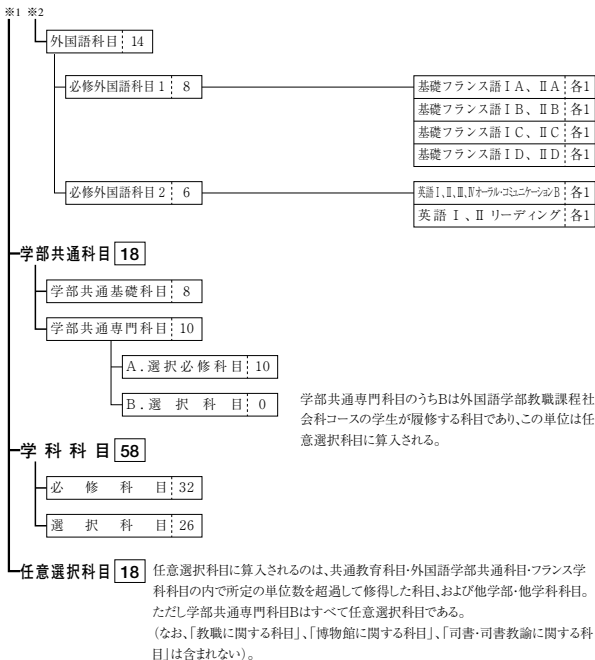 ※1 ※2
外国語科目 14
必修外国語科目1 8
基礎フランス語ⅠA、ⅡA 各1
基礎フランス語ⅠB、ⅡB 各1
基礎フランス語ⅠC、ⅡC 各1
基礎フランス語ⅠD、ⅡD 各1
必修外国語科目2 6
英語Ⅰ、Ⅱ、Ⅲ、Ⅳオーラル・コミュニケーションB 各1
英語Ⅰ、Ⅱリーディング 各1
学部共通科目 18
学部共通基礎科目 8
学部共通専門科目 10
A.選択必修科目 10
B.選択科目 0
学部共通専門科目のうちBは外国語学部教職課程社
会科コースの学生が履修する科目であり、この単位は任
意選択科目に算入される。
学科科目 58
必修科目 32
選択科目 26
任意選択科目 18
任意選択科目に算入されるのは、共通教育科目・外国語学部共通科目・フランス学
科科目の内で所定の単位数を超過して修得した科目、および他学部・他学科科目。
ただし学部共通専門科目Bはすべて任意選択科目である。
(なお、「教職に関する科目」、「博物館に関する科目」、「司書・司書教諭に関する科
目」は含まれない)。